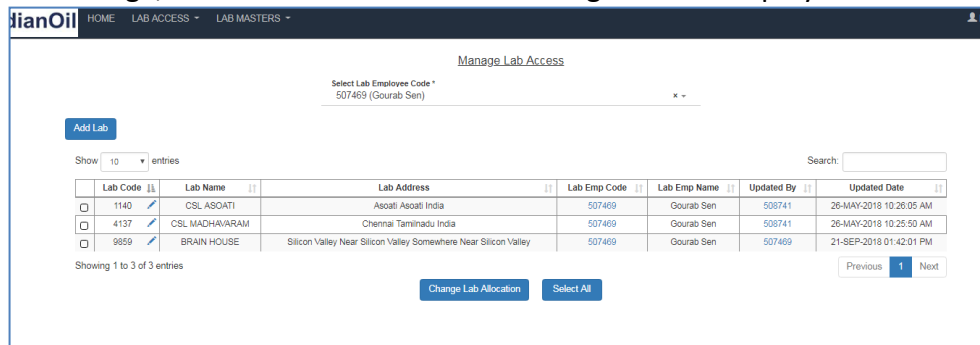 dianOil HOME LAB ACCESS LAB MASTERS
Manage Lab Access
Select Lab Employee Code *
507469 (Gourab Sen) ×
Add Lab
Show 10 entries Search:
Lab Code Lab Name Lab Address Lab Emp Code Lab Emp Name Updated By Updated Date
1140 CSL ASOATI Asoati Asoati India 507469 Gourab Sen 508741 26-MAY-2018 10:26:05 AM
4137 CSL MADHAVARAM Chennai Tamilnadu India 507469 Gourab Sen 508741 26-MAY-2018 10:25:50 AM
9859 BRAIN HOUSE Silicon Valley Near Silicon Valley Somewhere Near Silicon Valley 507469 Gourab Sen 507469 21-SEP-2018 01:42:01 PM
Showing 1 to 3 of 3 entries Previous 1 Next
Change Lab Allocation Select All